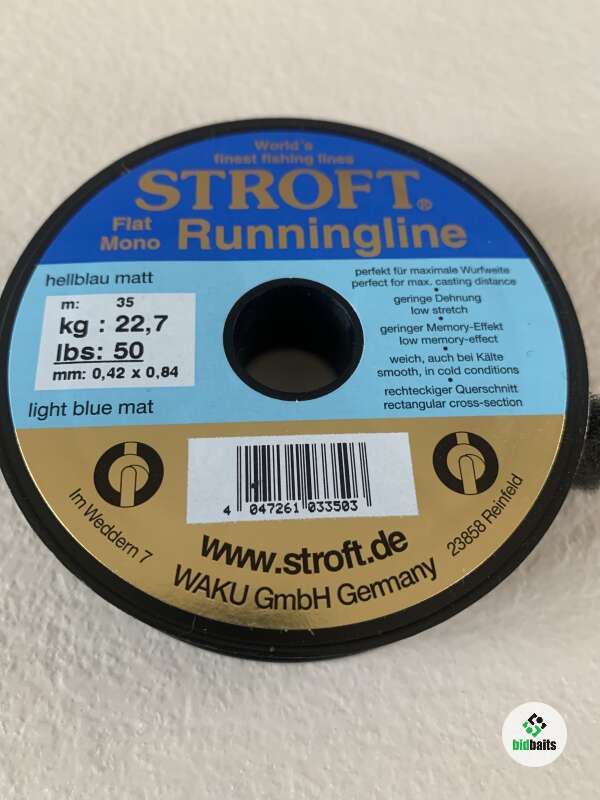 World's
finest fishing lines
STROFT®
Flat
Mono
Runningline
hellblau matt
m: 35
kg : 22,7
lbs: 50
mm: 0,42 x 0,84
light blue mat
perfekt für maximale Wurfweite
perfect for max. casting distance
•
geringe Dehnung
low stretch
•
geringer Memory-Effekt
low memory-effect
•
weich, auch bei Kälte
smooth, in cold conditions
•
rechteckiger Querschnitt
rectangular cross-section
4 047261 033503
Im Weddern 7
www.stroft.de
WAKU GmbH Germany
23858 Reinfeld
bidbaits